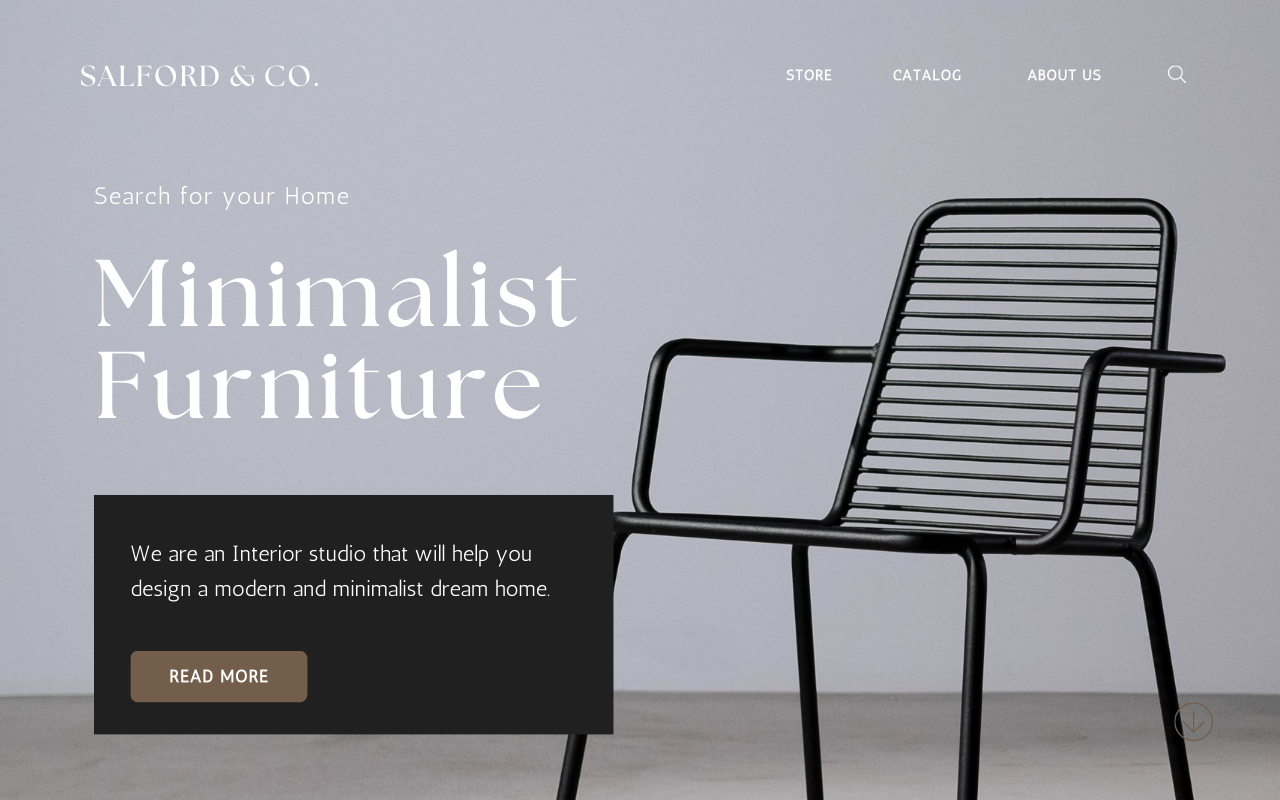 SALFORD & CO.
STORE
CATALOG
ABOUT US
Search for your Home
Minimalist
Furniture
We are an Interior studio that will help you
design a modern and minimalist dream home.
READ MORE